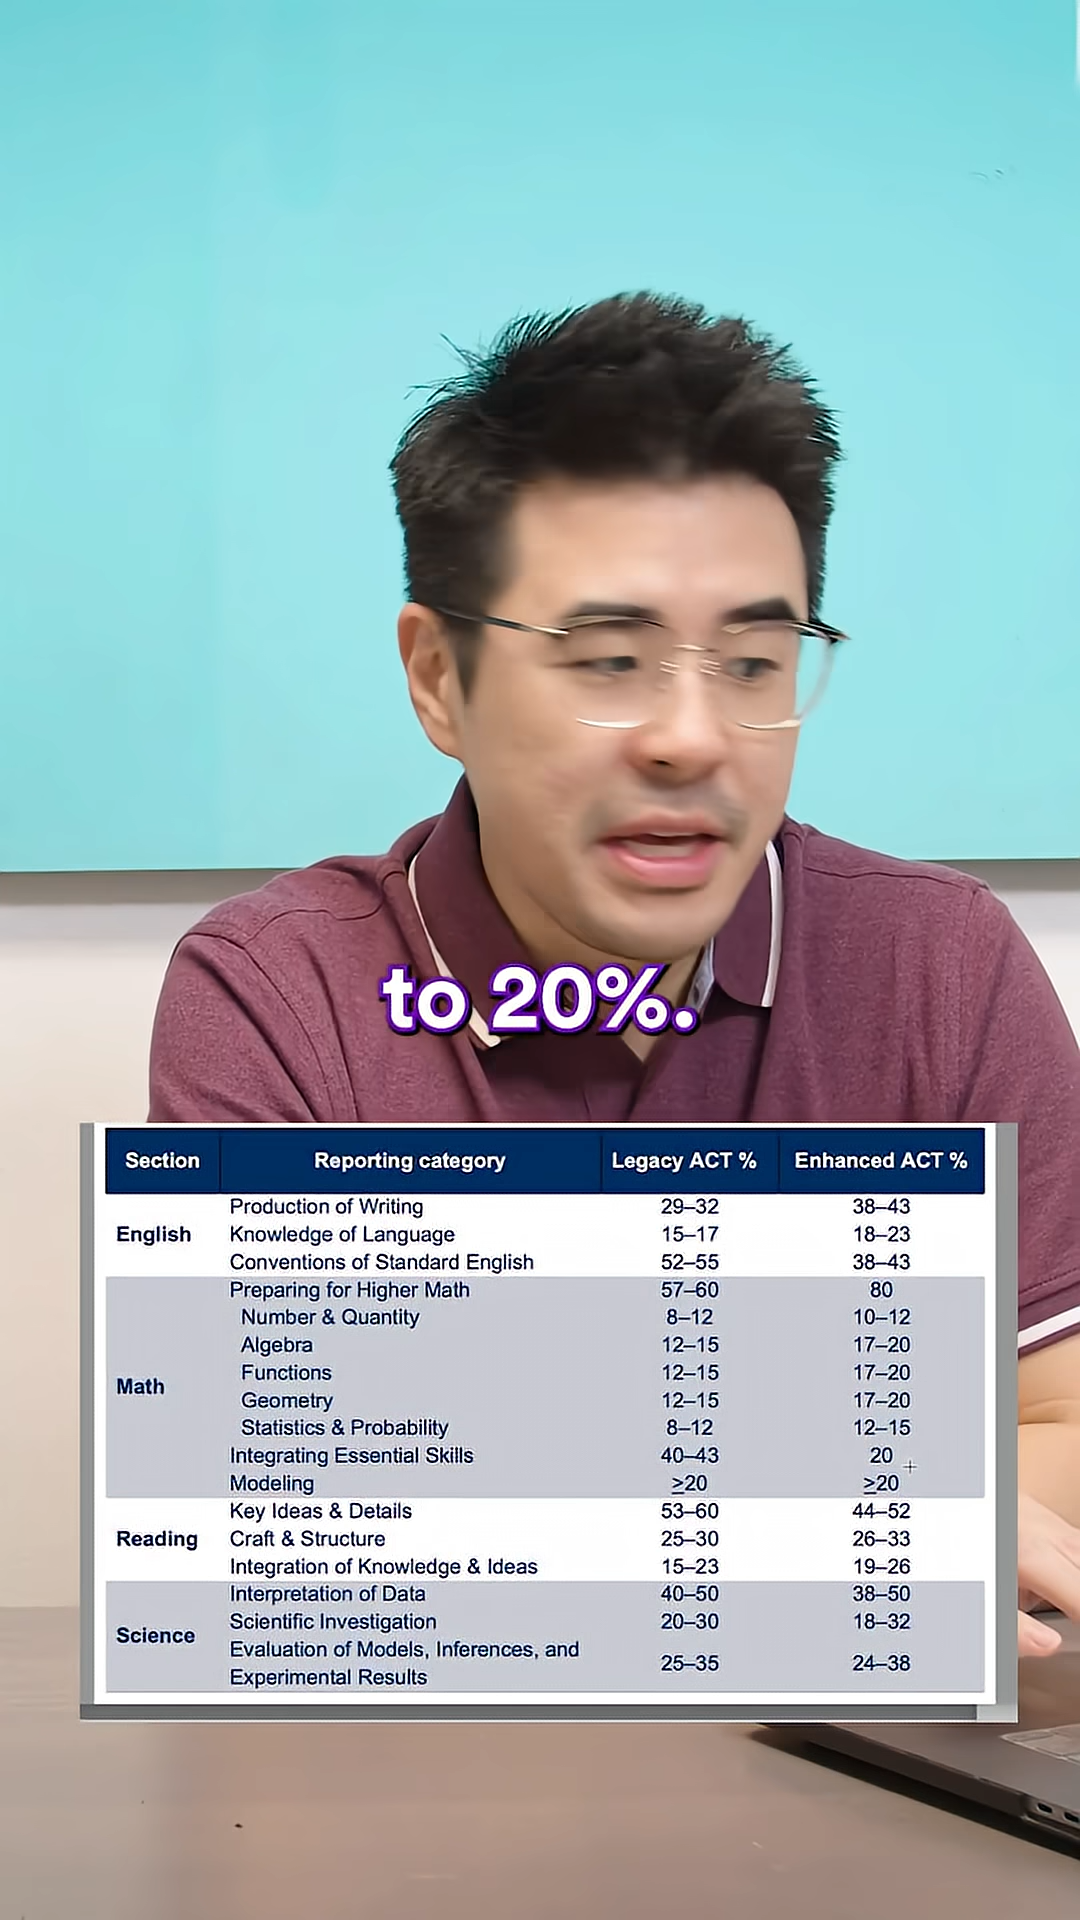 to 20%.
Section Reporting category Legacy ACT % Enhanced ACT %
English
Production of Writing 29–32 38–43
Knowledge of Language 15–17 18–23
Conventions of Standard English 52–55 38–43
Math
Preparing for Higher Math 57–60 80
Number & Quantity 8–12 10–12
Algebra 12–15 17–20
Functions 12–15 17–20
Geometry 12–15 17–20
Statistics & Probability 8–12 12–15
Integrating Essential Skills 40–43 20
Modeling ≥20 ≥20
Reading
Key Ideas & Details 53–60 44–52
Craft & Structure 25–30 26–33
Integration of Knowledge & Ideas 15–23 19–26
Science
Interpretation of Data 40–50 38–50
Scientific Investigation 20–30 18–32
Evaluation of Models, Inferences, and
Experimental Results 25–35 24–38